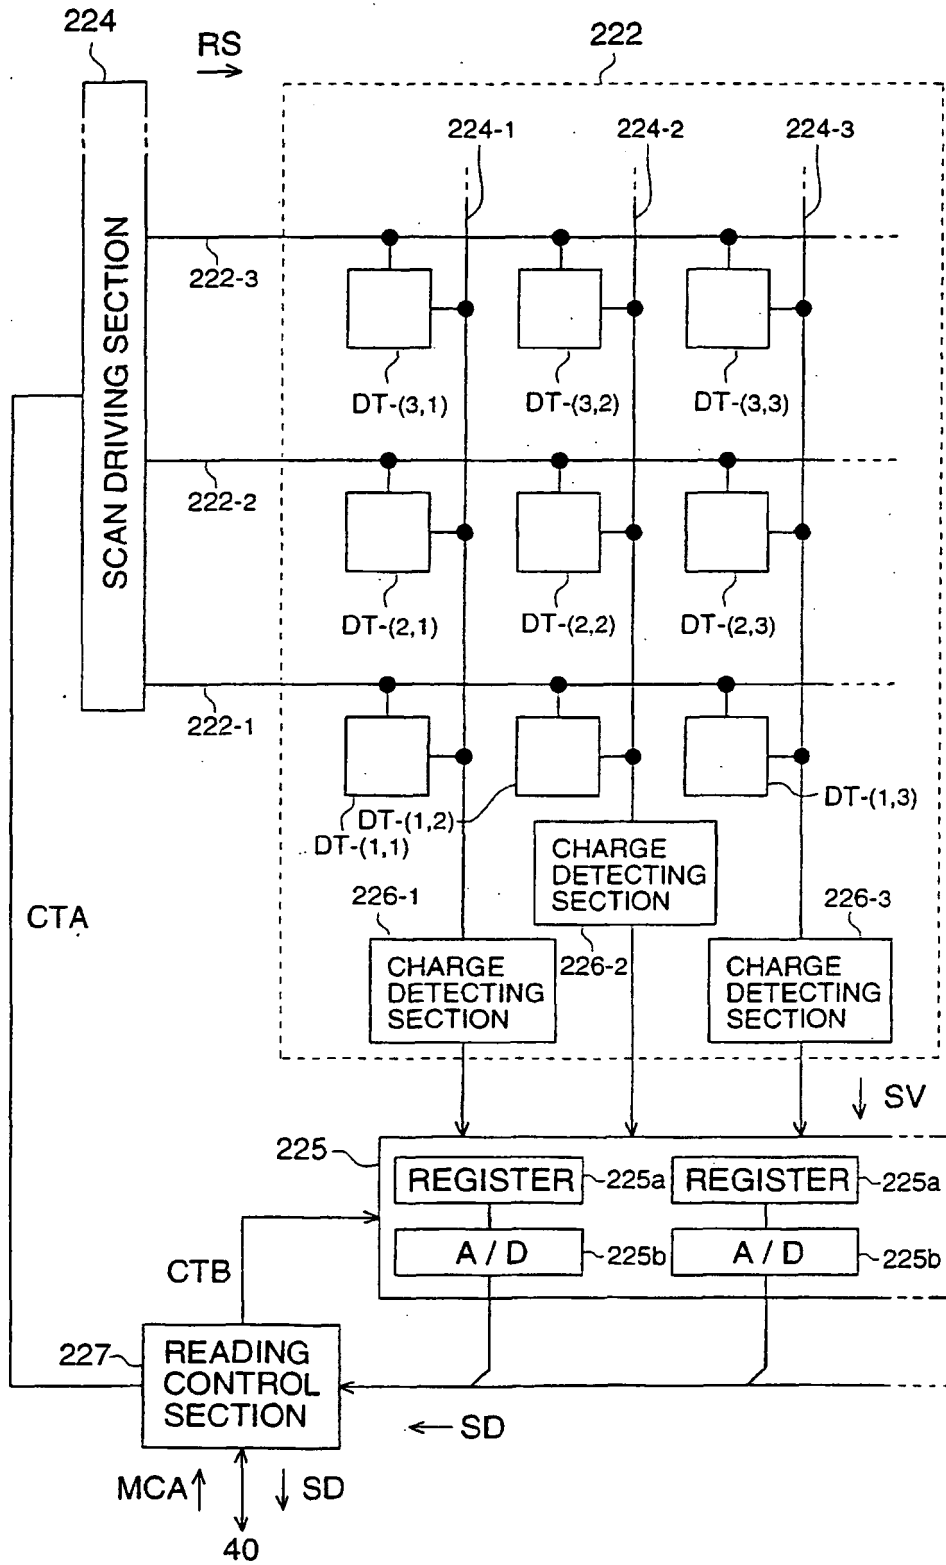 224
RS
222
224-1
224-2
224-3
SCAN DRIVING SECTION
222-3
DT-(3,1)
DT-(3,2)
DT-(3,3)
222-2
DT-(2,1)
DT-(2,2)
DT-(2,3)
222-1
DT-(1,2)
DT-(1,1)
DT-(1,3)
CHARGE
DETECTING
SECTION
226-1
226-2
226-3
CTA
CHARGE
DETECTING
SECTION
CHARGE
DETECTING
SECTION
SV
225
REGISTER
225a
REGISTER
225a
A / D
225b
A / D
225b
CTB
227
READING
CONTROL
SECTION
SD
MCA
SD
40